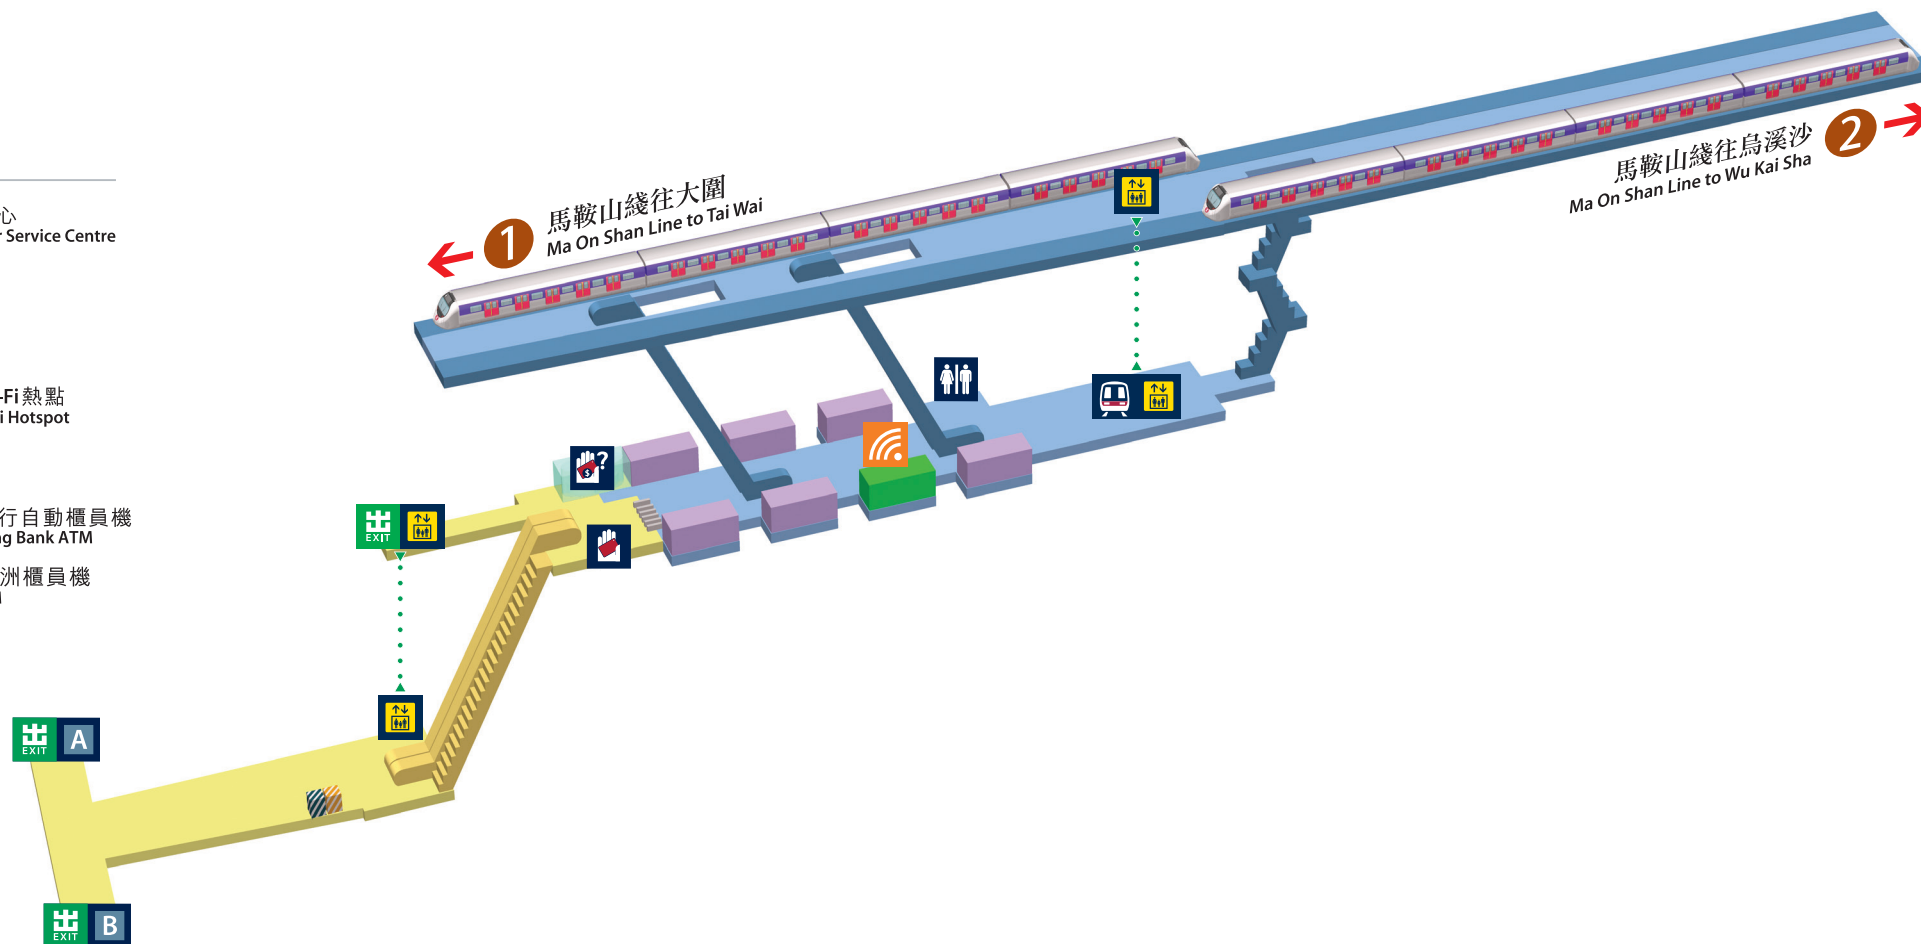 心
r Service Centre
-Fi 熱點
i Hotspot
行自動櫃員機
ng Bank ATM
洲櫃員機
1
馬鞍山綫往大圍
Ma On Shan Line to Tai Wai
馬鞍山綫往烏溪沙
Ma On Shan Line to Wu Kai Sha
2
?
$
出
EXIT
出
EXIT
A
出
EXIT
B